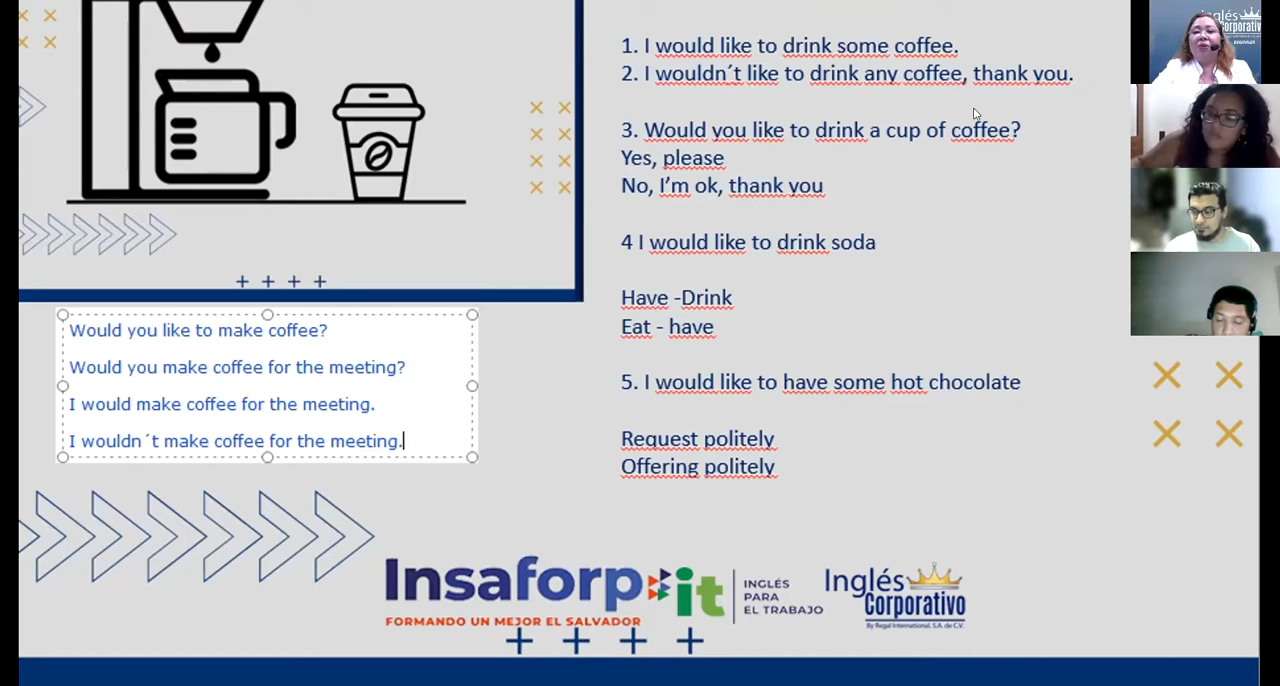 1. I would like to drink some coffee.
2. I wouldn´t like to drink any coffee, thank you.
3. Would you like to drink a cup of coffee?
Yes, please
No, I'm ok, thank you
4 I would like to drink soda
Have -Drink
Eat - have
5. I would like to have some hot chocolate
Request politely
Offering politely
Would you like to make coffee?
Would you make coffee for the meeting?
I would make coffee for the meeting.
I wouldn´t make coffee for the meeting.
Insaforp
FORMANDO UN MEJOR EL SALVADOR
it
INGLÉS
PARA
EL TRABAJO
Inglés
Corporativo
By Regal International, S.A. de C.V.